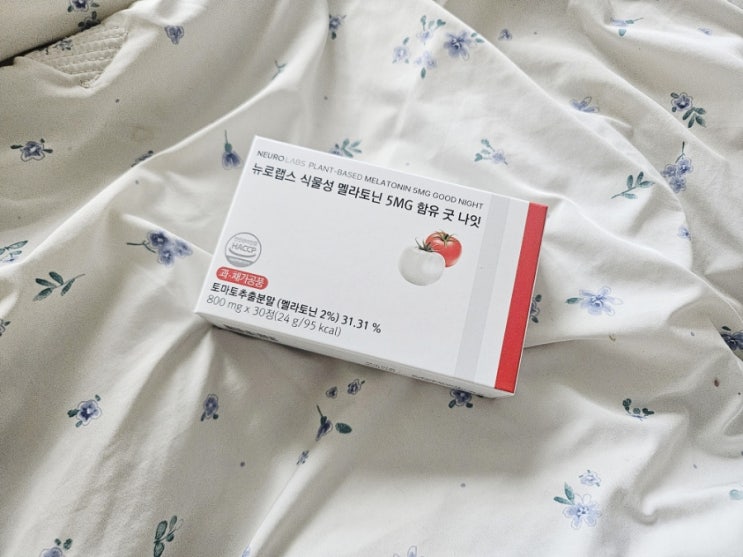 NEUROLABS PLANT-BASED MELATONIN 5MG GOOD NIGHT
뉴로랩스 식물성 멜라토닌 5MG 함유 굿 나잇
HACCP
과·채가공품
토마토추출분말 (멜라토닌 2%) 31.31 %
800 mg x 30정(24 g/95 kcal)